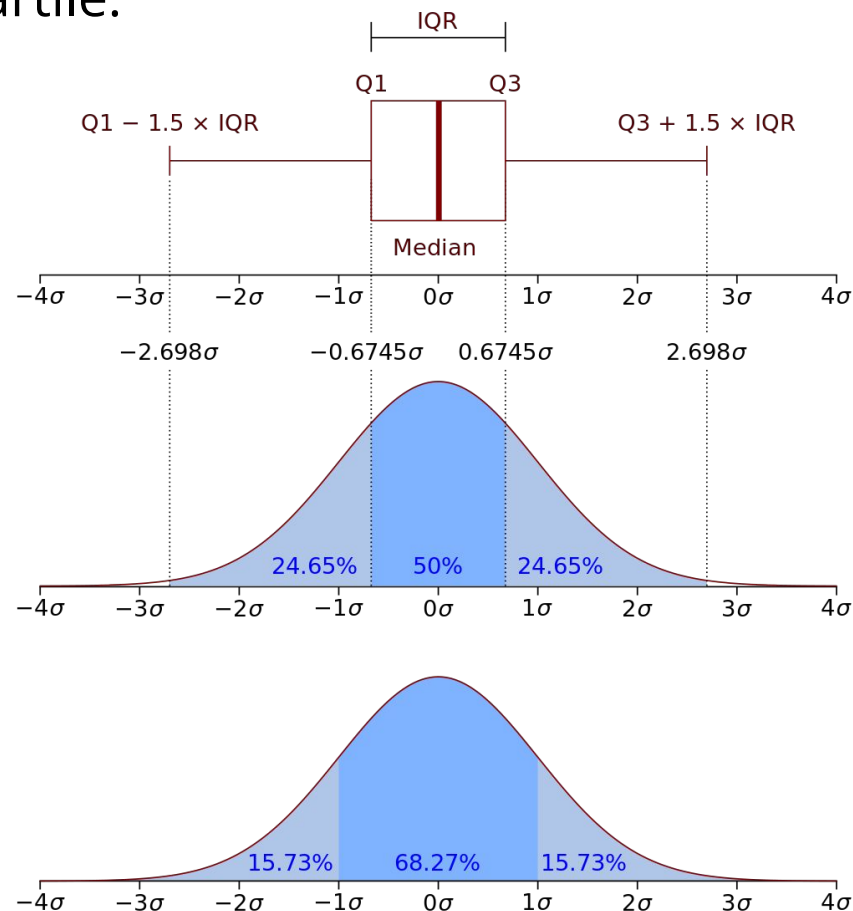 artile.
IQR
Q1 Q3
Q1 − 1.5 × IQR Q3 + 1.5 × IQR
Median
−4σ −3σ −2σ −1σ 0σ 1σ 2σ 3σ 4σ
−2.698σ −0.6745σ 0.6745σ 2.698σ
24.65% 50% 24.65%
−4σ −3σ −2σ −1σ 0σ 1σ 2σ 3σ 4σ
15.73% 68.27% 15.73%
−4σ −3σ −2σ −1σ 0σ 1σ 2σ 3σ 4σ